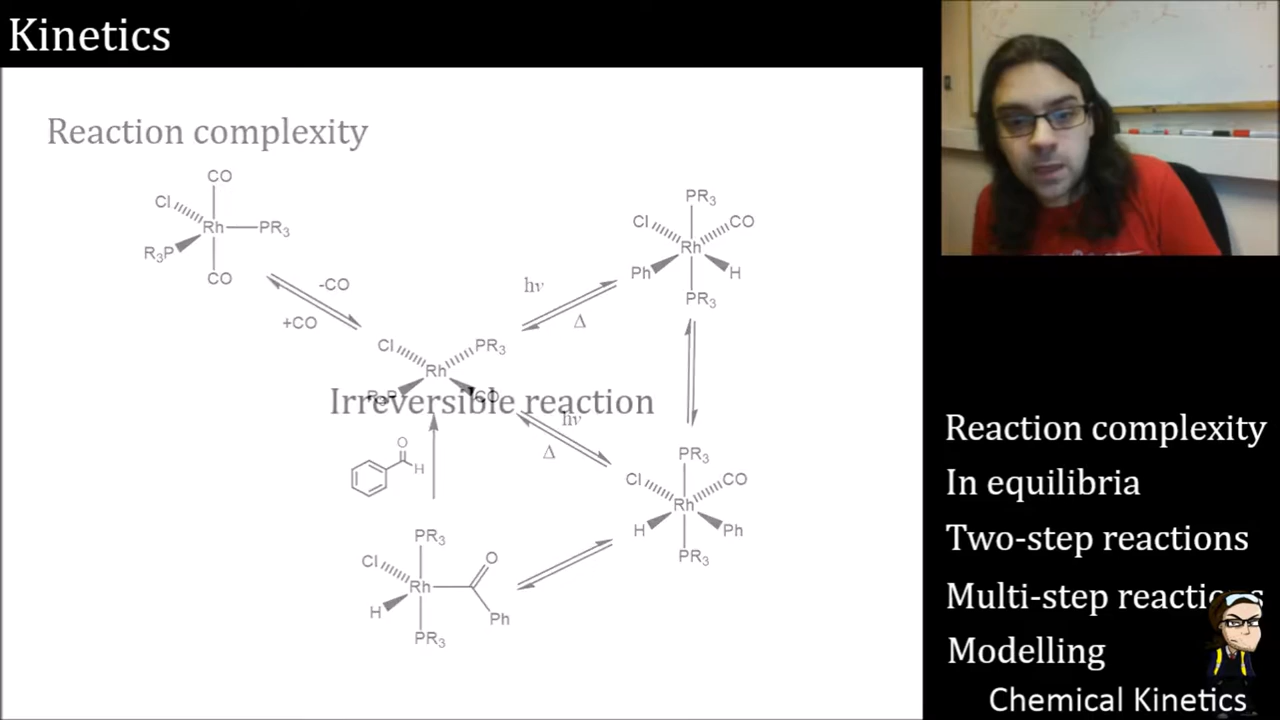 Kinetics
Reaction complexity
CO
Cl
Rh
PR3
R3P
CO
-CO
+CO
hν
Δ
PR3
Cl
CO
Rh
Ph
H
PR3
Cl
PR3
Rh
R3P
CO
Irreversible reaction
hν
Δ
O
H
PR3
Cl
CO
Rh
H
Ph
PR3
PR3
O
Cl
Rh
H
Ph
PR3
Reaction complexity
In equilibria
Two-step reactions
Multi-step reactions
Modelling
Chemical Kinetics